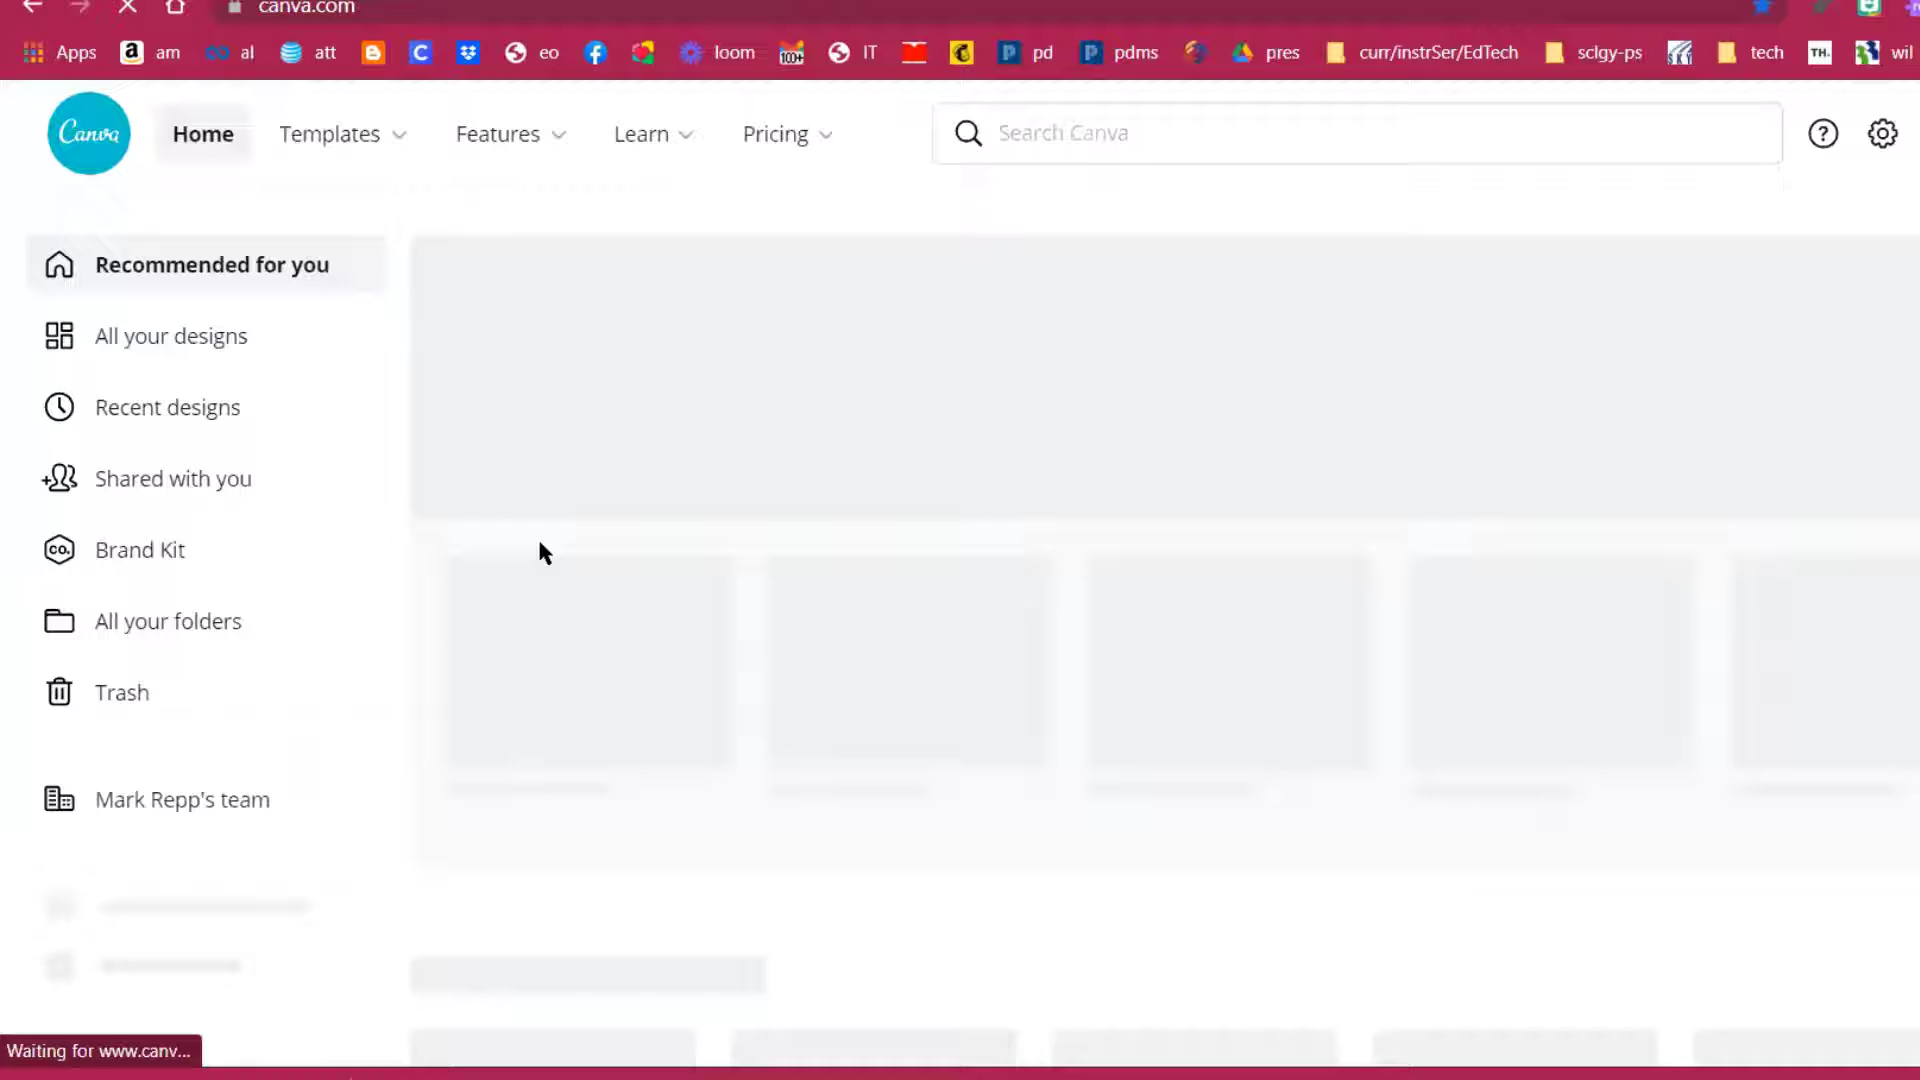 canva.com
Apps am al att eo loom IT pd pdms pres curr/instrSer/EdTech sclgy-ps tech TH. wil
Canva Home Templates Features Learn Pricing Search Canva
Recommended for you
All your designs
Recent designs
Shared with you
co. Brand Kit
All your folders
Trash
Mark Repp's team
Waiting for www.canv...